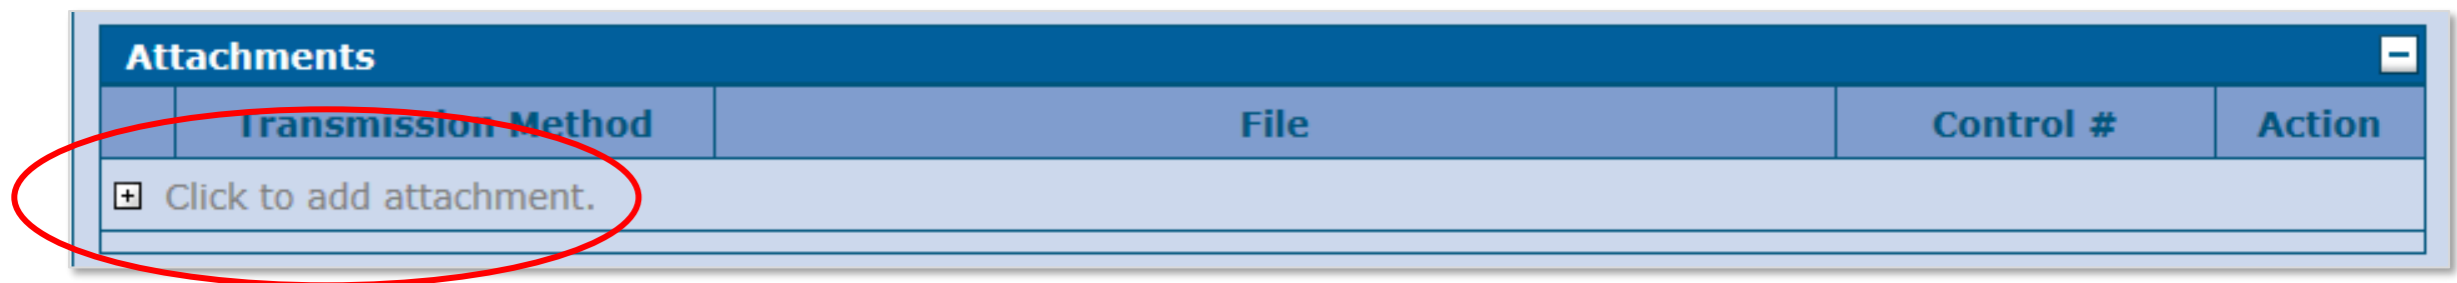 Attachments
Transmission Method File Control # Action
Click to add attachment.